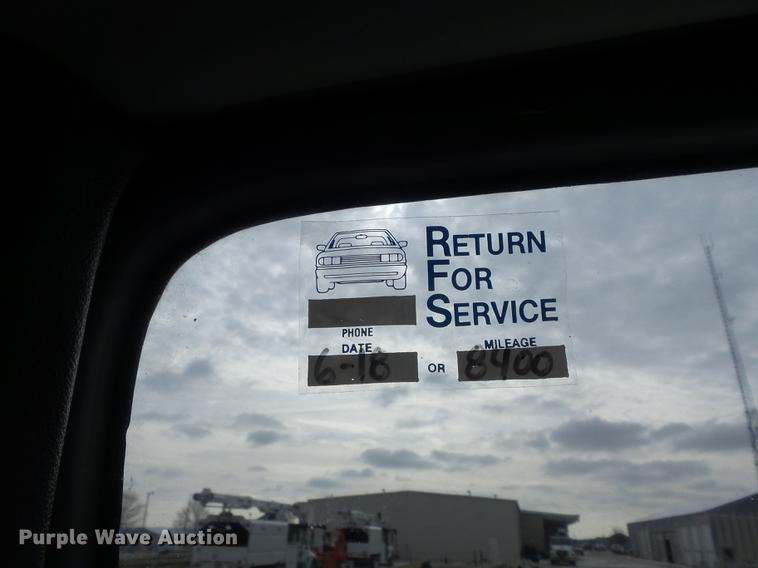 RETURN
FOR
SERVICE
PHONE
DATE
MILEAGE
6-18
OR
8400
Purple Wave Auction